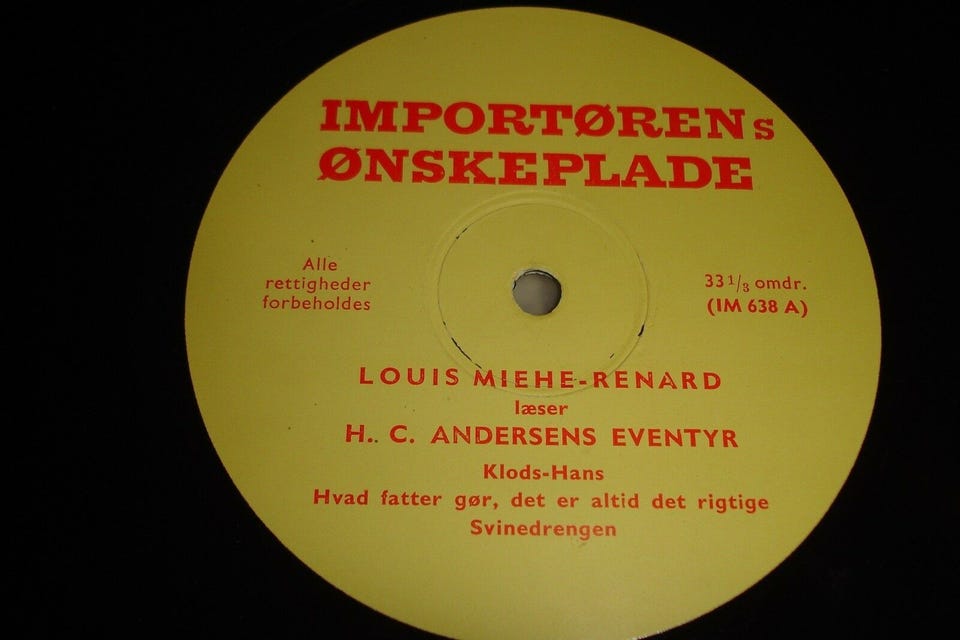 IMPORTØRENs
ØNSKEPLADE
Alle
rettigheder
forbeholdes
33 1/3 omdr.
(IM 638 A)
LOUIS MIEHE-RENARD
læser
H.. C. ANDERSENS EVENTYR
Klods-Hans
Hvad fatter gør, det er altid det rigtige
Svinedrengen